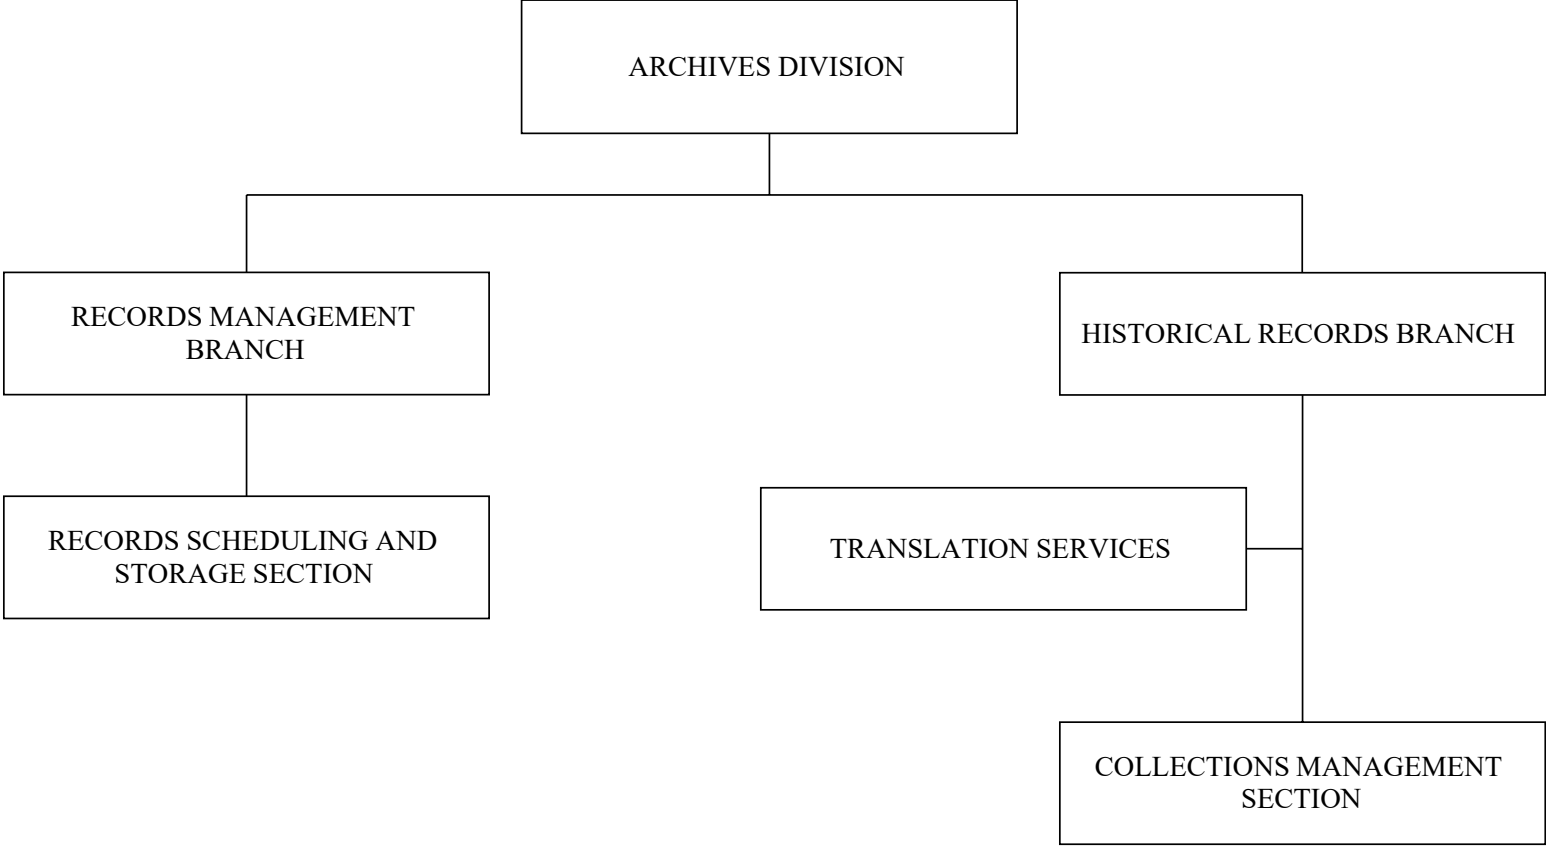 ARCHIVES DIVISION
RECORDS MANAGEMENT
BRANCH
HISTORICAL RECORDS BRANCH
RECORDS SCHEDULING AND
STORAGE SECTION
TRANSLATION SERVICES
COLLECTIONS MANAGEMENT
SECTION